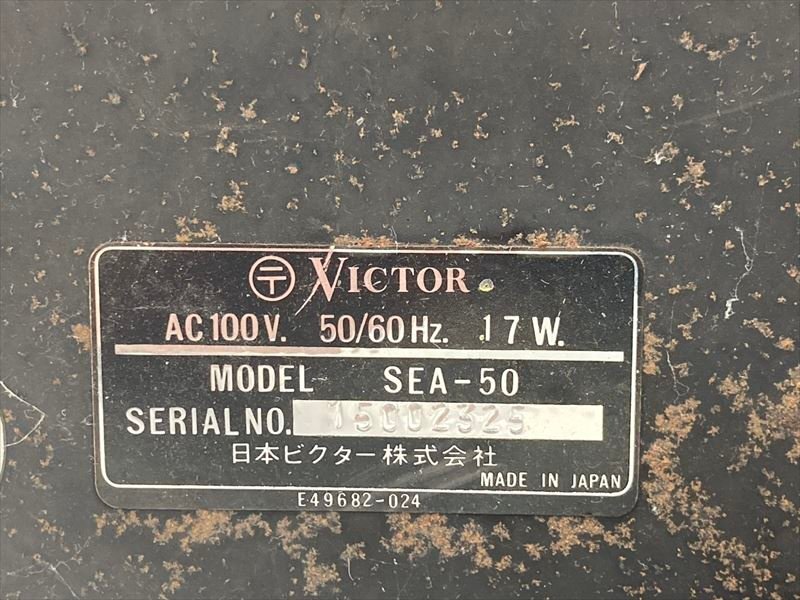 〒 VICTOR
AC 100V. 50/60 Hz. 17 W.
MODEL SEA-50
SERIAL NO. 15002325
日本ビクター株式会社
MADE IN JAPAN
E49682-024